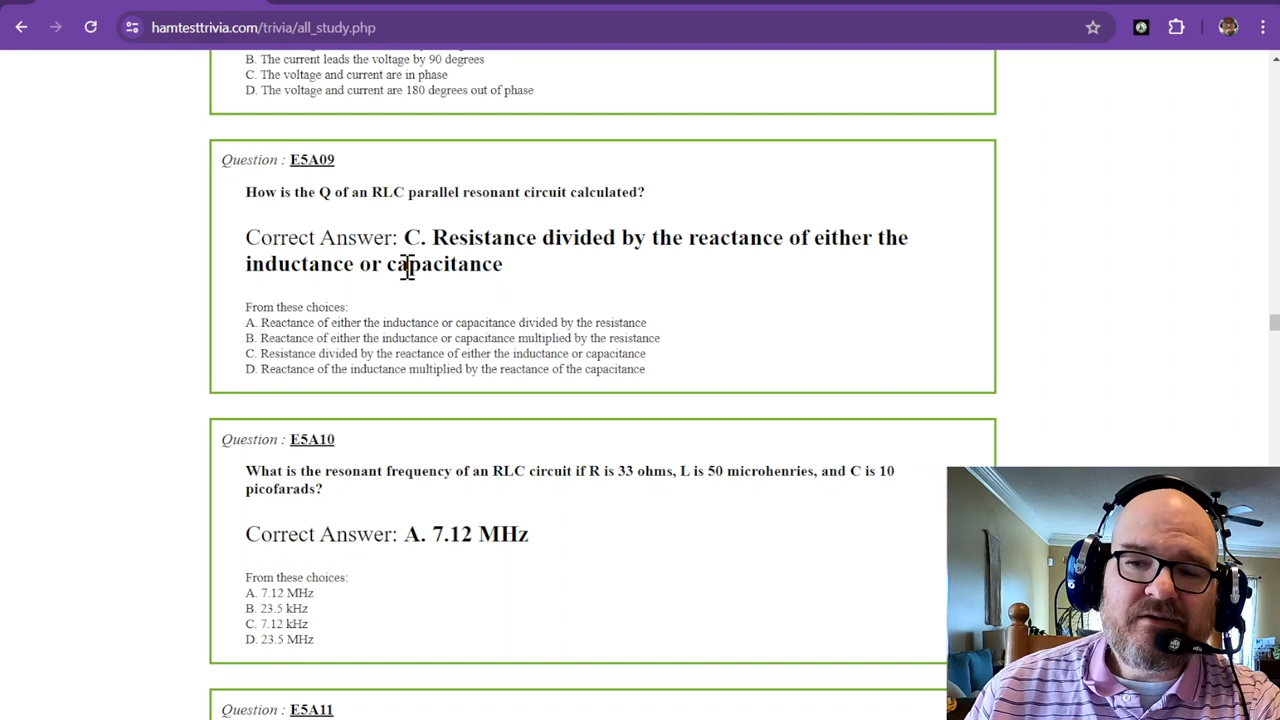 hamtesttrivia.com/trivia/all_study.php
B. The current leads the voltage by 90 degrees
C. The voltage and current are in phase
D. The voltage and current are 180 degrees out of phase
Question : E5A09
How is the Q of an RLC parallel resonant circuit calculated?
Correct Answer: C. Resistance divided by the reactance of either the
inductance or capacitance
From these choices:
A. Reactance of either the inductance or capacitance divided by the resistance
B. Reactance of either the inductance or capacitance multiplied by the resistance
C. Resistance divided by the reactance of either the inductance or capacitance
D. Reactance of the inductance multiplied by the reactance of the capacitance
Question : E5A10
What is the resonant frequency of an RLC circuit if R is 33 ohms, L is 50 microhenries, and C is 10
picofarads?
Correct Answer: A. 7.12 MHz
From these choices:
A. 7.12 MHz
B. 23.5 kHz
C. 7.12 kHz
D. 23.5 MHz
Question : E5A11